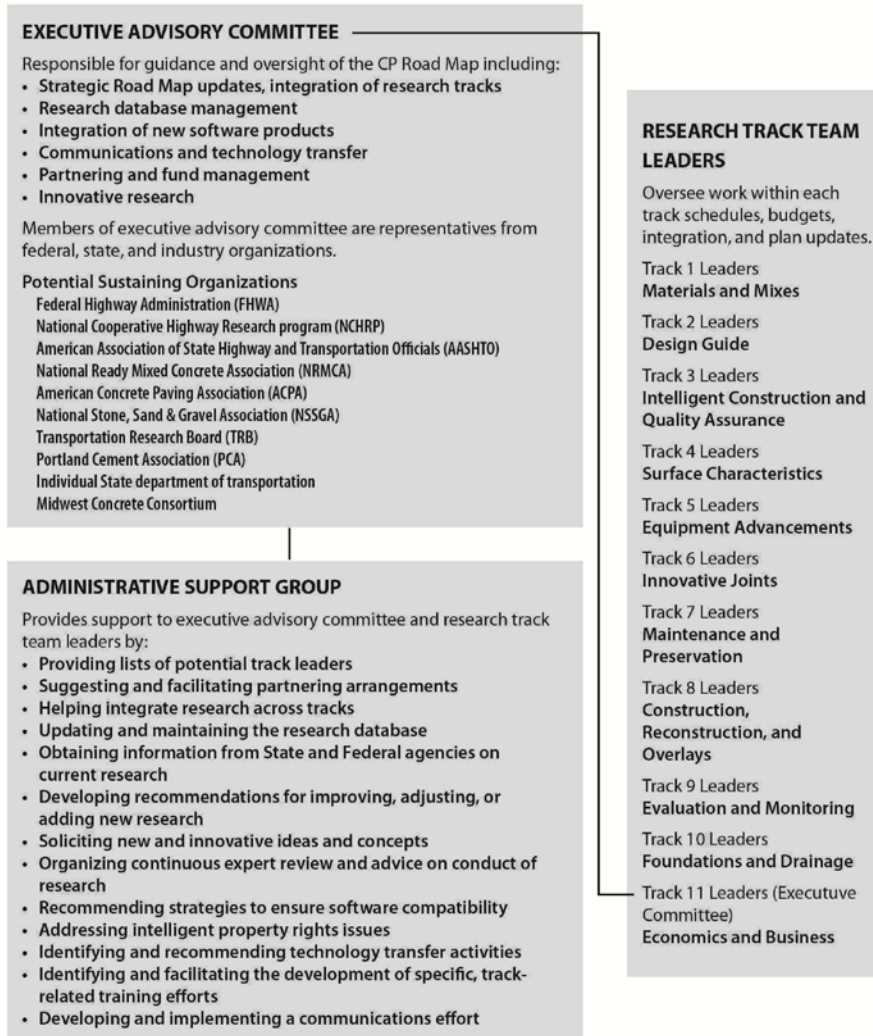 EXECUTIVE ADVISORY COMMITTEE
Responsible for guidance and oversight of the CP Road Map including:
• Strategic Road Map updates, integration of research tracks
• Research database management
• Integration of new software products
• Communications and technology transfer
• Partnering and fund management
• Innovative research
Members of executive advisory committee are representatives from
federal, state, and industry organizations.
Potential Sustaining Organizations
Federal Highway Administration (FHWA)
National Cooperative Highway Research program (NCHRP)
American Association of State Highway and Transportation Officials (AASHTO)
National Ready Mixed Concrete Association (NRMCA)
American Concrete Paving Association (ACPA)
National Stone, Sand & Gravel Association (NSSGA)
Transportation Research Board (TRB)
Portland Cement Association (PCA)
Individual State department of transportation
Midwest Concrete Consortium
ADMINISTRATIVE SUPPORT GROUP
Provides support to executive advisory committee and research track
team leaders by:
• Providing lists of potential track leaders
• Suggesting and facilitating partnering arrangements
• Helping integrate research across tracks
• Updating and maintaining the research database
• Obtaining information from State and Federal agencies on
current research
• Developing recommendations for improving, adjusting, or
adding new research
• Soliciting new and innovative ideas and concepts
• Organizing continuous expert review and advice on conduct of
research
• Recommending strategies to ensure software compatibility
• Addressing intelligent property rights issues
• Identifying and recommending technology transfer activities
• Identifying and facilitating the development of specific, track-
related training efforts
• Developing and implementing a communications effort
RESEARCH TRACK TEAM
LEADERS
Oversee work within each
track schedules, budgets,
integration, and plan updates.
Track 1 Leaders
Materials and Mixes
Track 2 Leaders
Design Guide
Track 3 Leaders
Intelligent Construction and
Quality Assurance
Track 4 Leaders
Surface Characteristics
Track 5 Leaders
Equipment Advancements
Track 6 Leaders
Innovative Joints
Track 7 Leaders
Maintenance and
Preservation
Track 8 Leaders
Construction,
Reconstruction, and
Overlays
Track 9 Leaders
Evaluation and Monitoring
Track 10 Leaders
Foundations and Drainage
Track 11 Leaders (Executuve
Committee)
Economics and Business